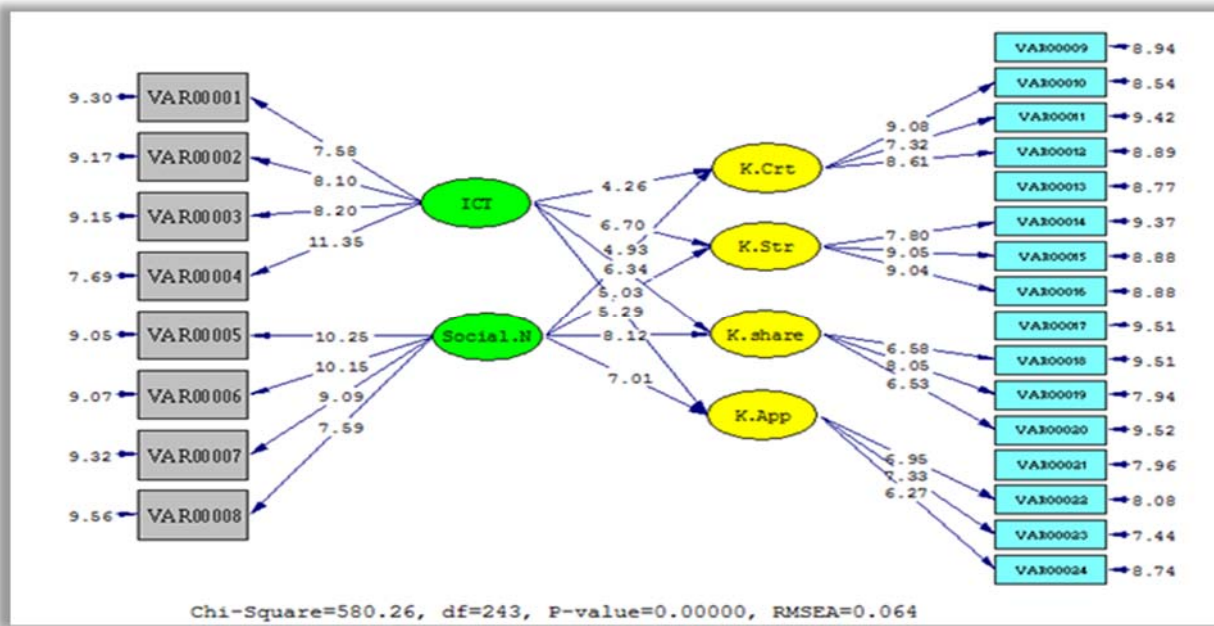 9.30 VAR00001
9.17 VAR00002
9.15 VAR00003
7.69 VAR00004
9.05 VAR00005
9.07 VAR00006
9.32 VAR00007
9.56 VAR00008
7.58
8.10
8.20
11.35
10.25
10.15
9.09
7.59
ICT
Social.N
4.26
6.70
4.93
6.34
5.03
5.29
8.12
7.01
K.Crt
K.Str
K.share
K.App
9.08
7.32
8.61
7.80
9.05
9.04
6.58
8.05
6.53
6.95
7.33
6.27
VAR00009 8.94
VAR00010 8.54
VAR00011 9.42
VAR00012 8.89
VAR00013 8.77
VAR00014 9.37
VAR00015 8.88
VAR00016 8.88
VAR00017 9.51
VAR00018 9.51
VAR00019 7.94
VAR00020 9.52
VAR00021 7.96
VAR00022 8.08
VAR00023 7.44
VAR00024 8.74
Chi-Square=580.26, df=243, P-value=0.00000, RMSEA=0.064